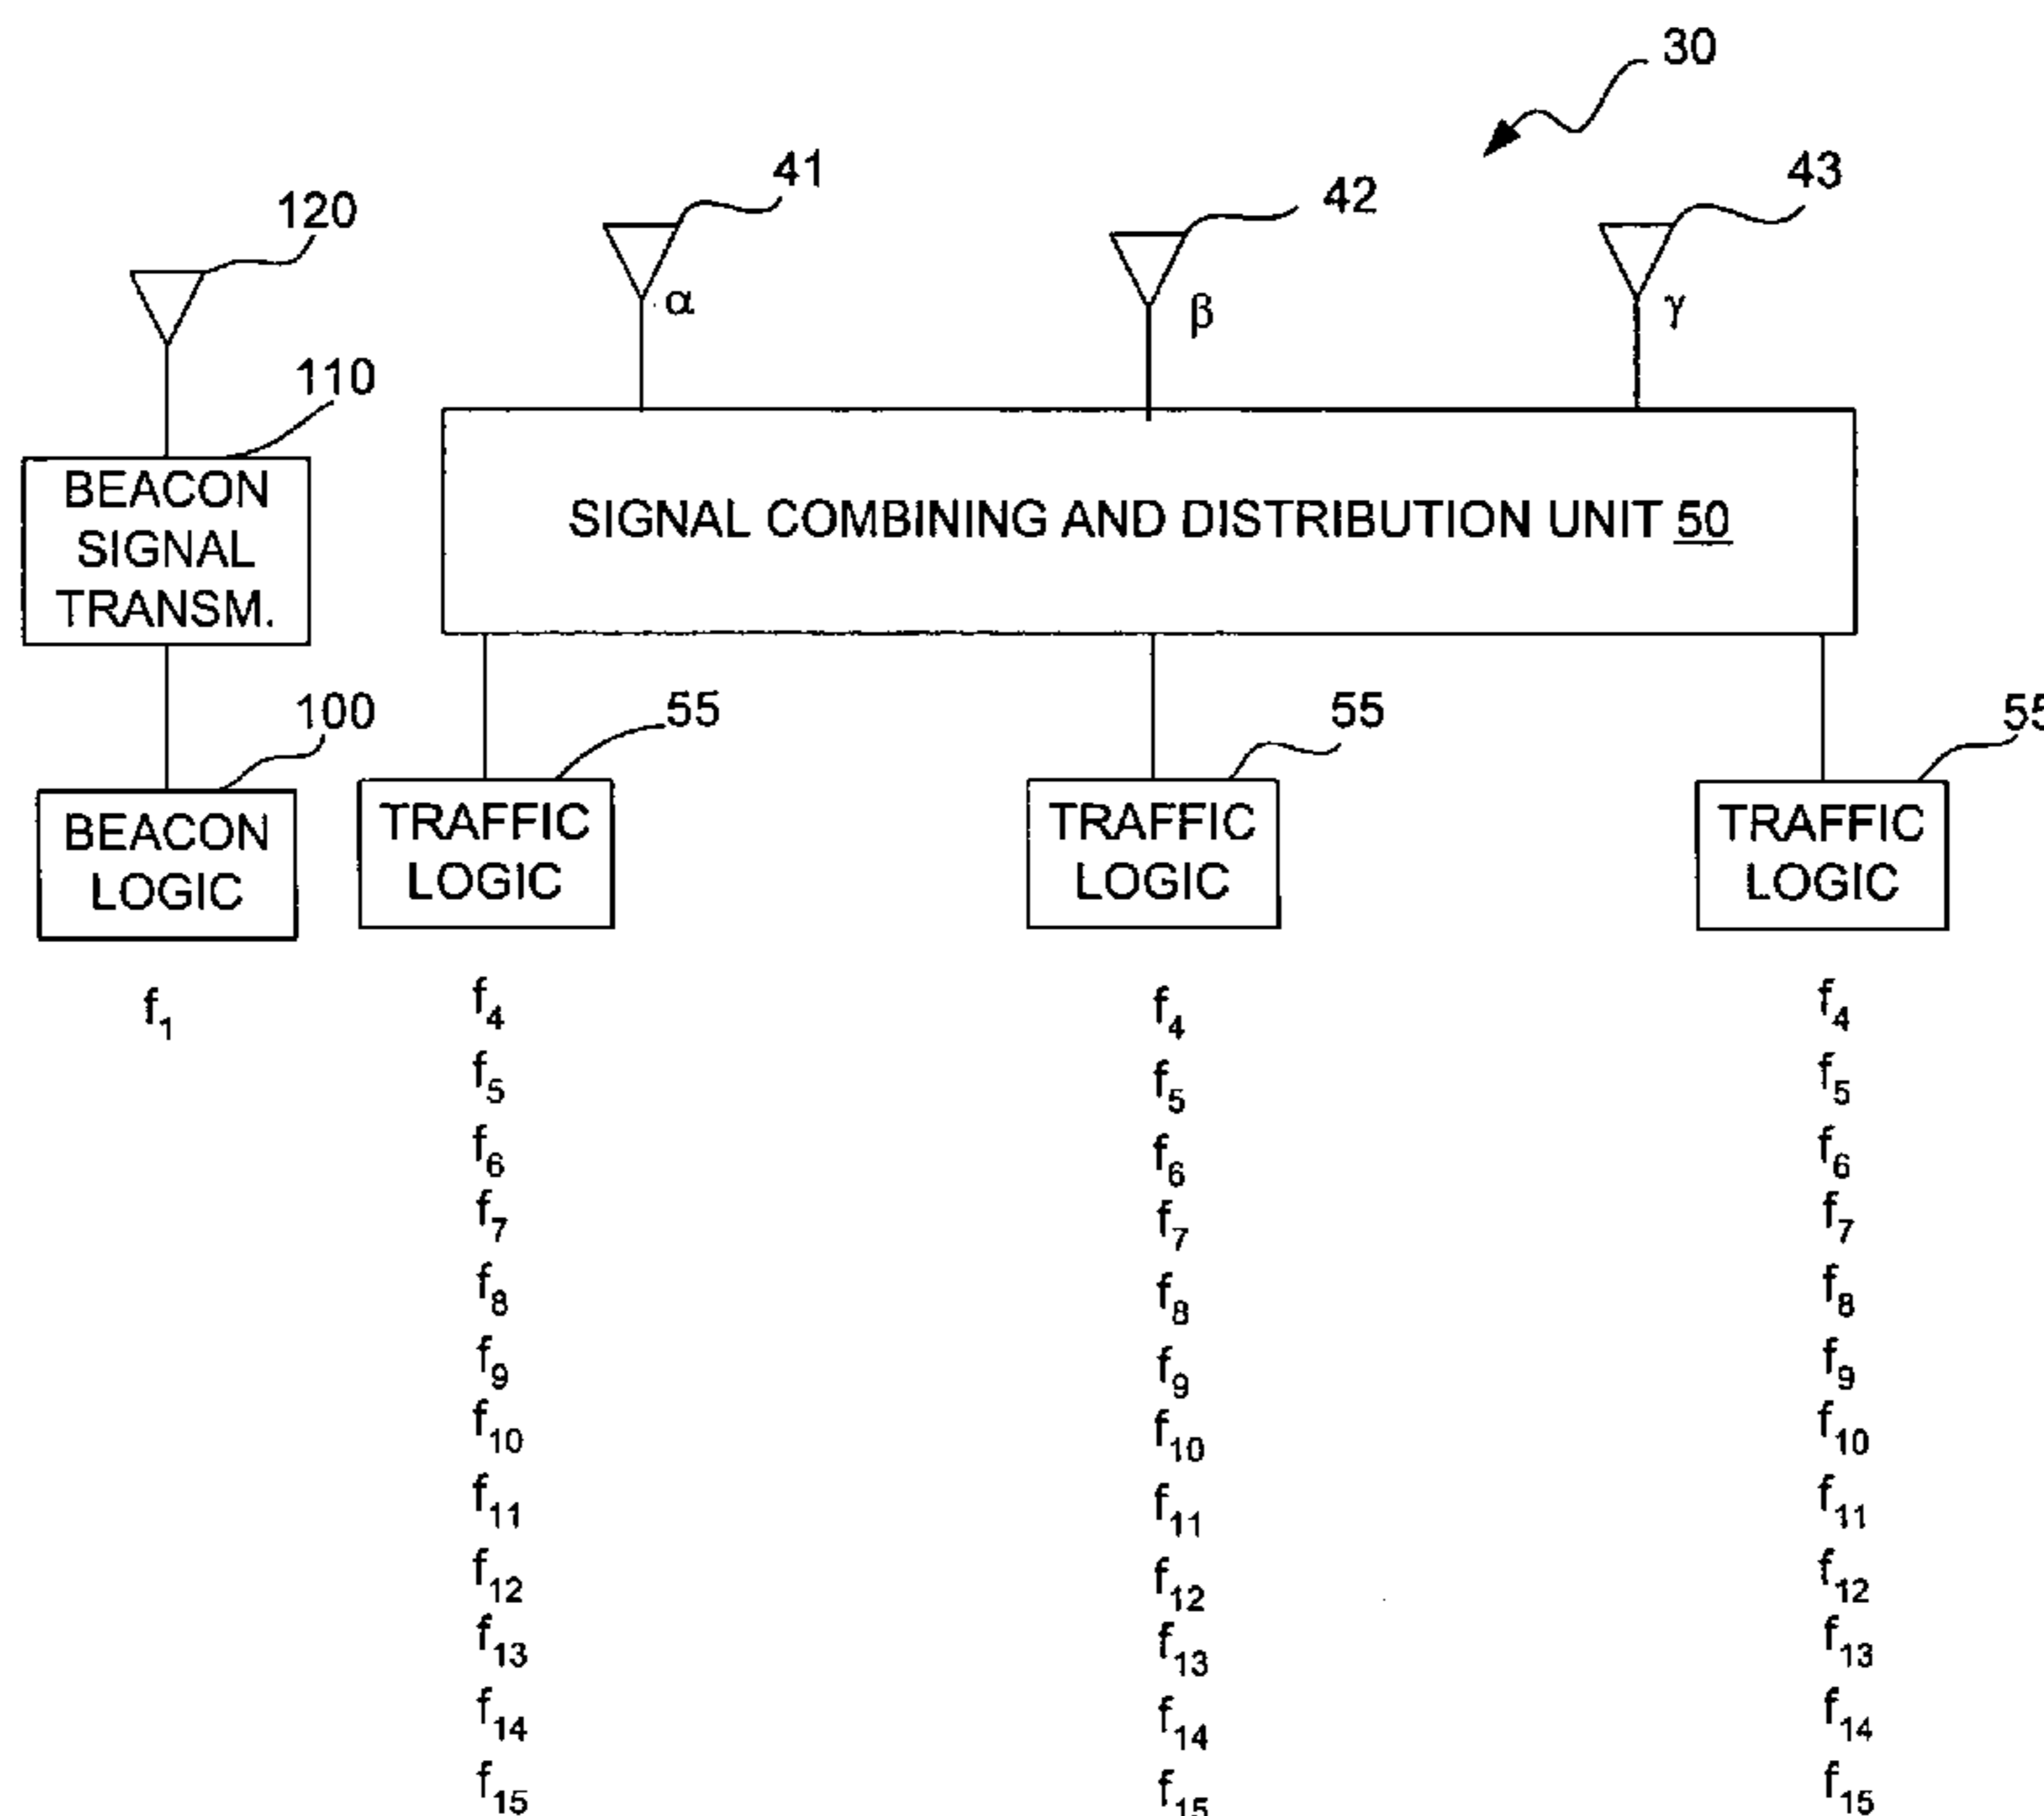 30
41
42
43
120
α
β
γ
110
BEACON
SIGNAL
TRANSM.
SIGNAL COMBINING AND DISTRIBUTION UNIT 50
100
55
55
55
BEACON
LOGIC
TRAFFIC
LOGIC
TRAFFIC
LOGIC
TRAFFIC
LOGIC
f1
f4
f5
f6
f7
f8
f9
f10
f11
f12
f13
f14
f15
f4
f5
f6
f7
f8
f9
f10
f11
f12
f13
f14
f15
f4
f5
f6
f7
f8
f9
f10
f11
f12
f13
f14
f15